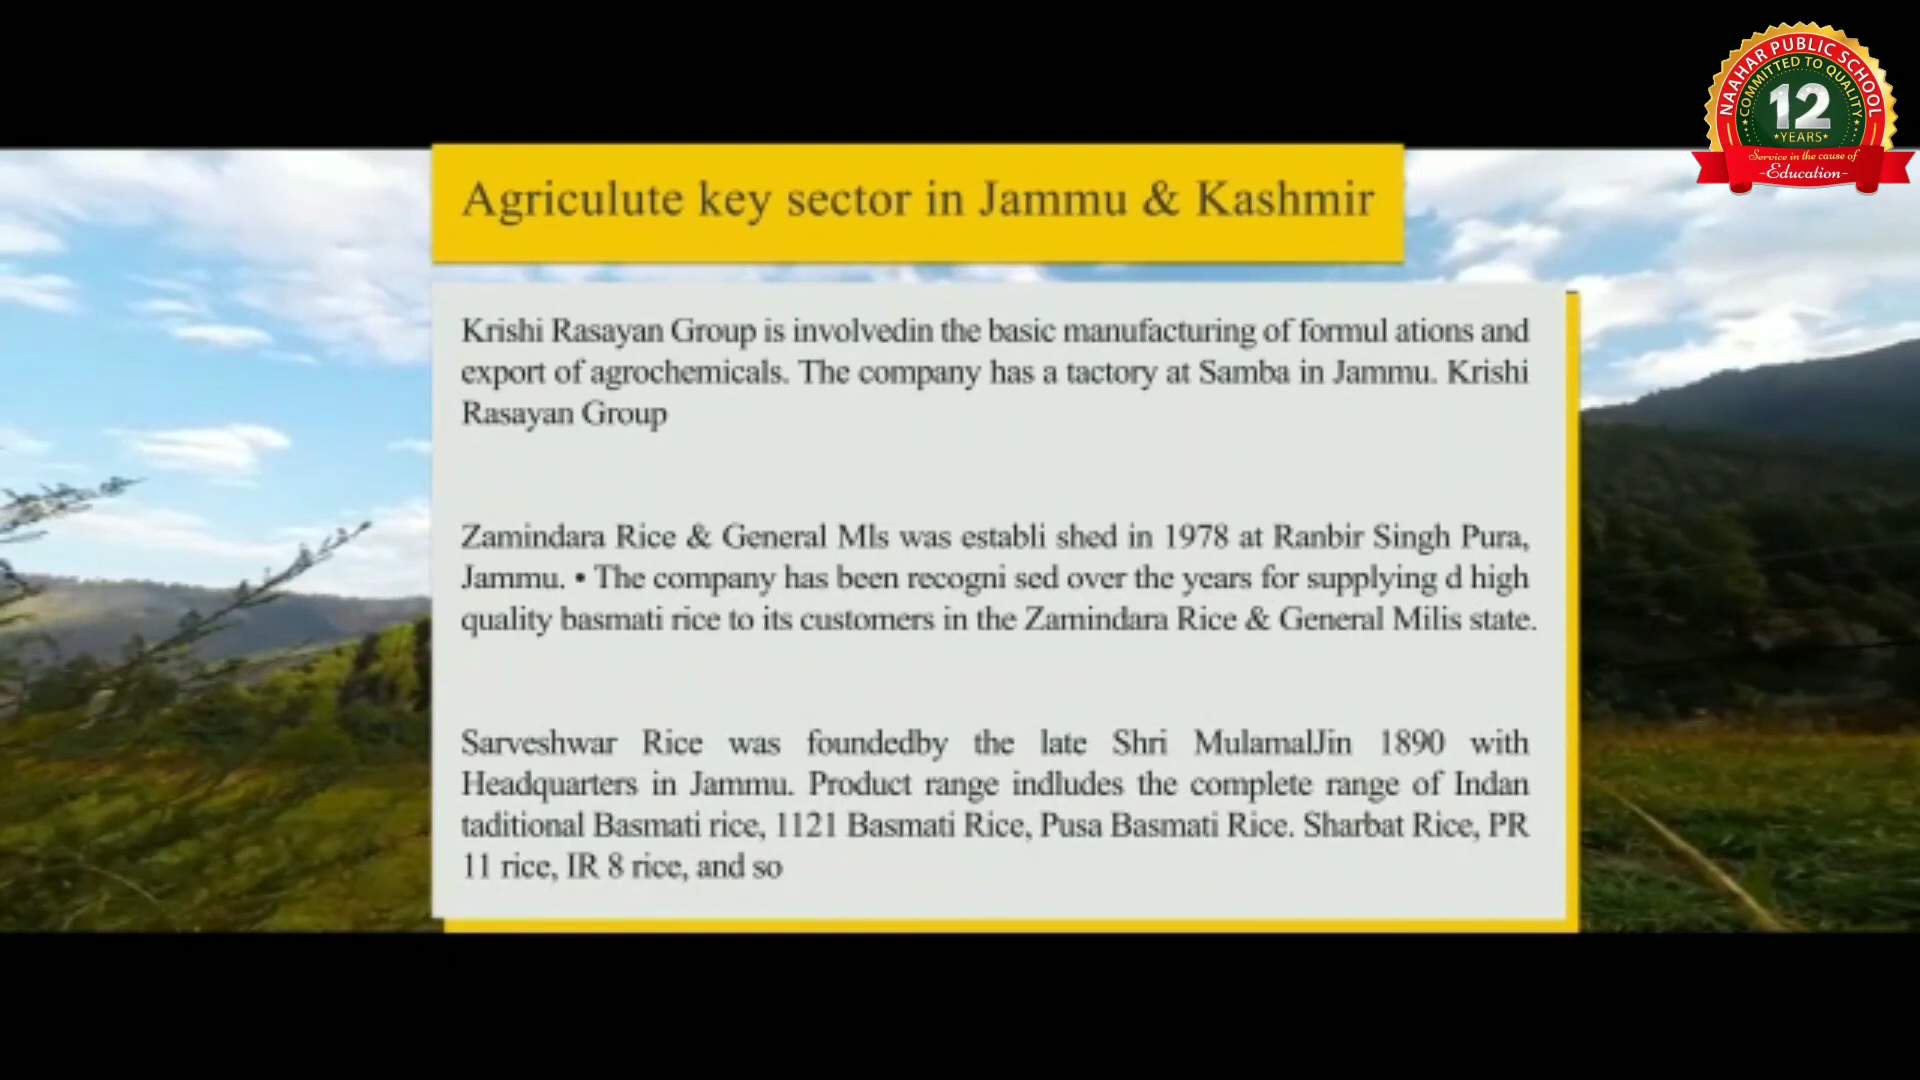 NAAHAR PUBLIC SCHOOL
COMMITTED TO QUALITY
12
YEARS
Service in the cause of
-Education-
Agriculute key sector in Jammu & Kashmir
Krishi Rasayan Group is involvedin the basic manufacturing of formul ations and
export of agrochemicals. The company has a tactory at Samba in Jammu. Krishi
Rasayan Group
Zamindara Rice & General Mls was establi shed in 1978 at Ranbir Singh Pura,
Jammu. • The company has been recogni sed over the years for supplying d high
quality basmati rice to its customers in the Zamindara Rice & General Milis state.
Sarveshwar Rice was foundedby the late Shri MulamalJin 1890 with
Headquarters in Jammu. Product range indludes the complete range of Indan
taditional Basmati rice, 1121 Basmati Rice, Pusa Basmati Rice. Sharbat Rice, PR
11 rice, IR 8 rice, and so